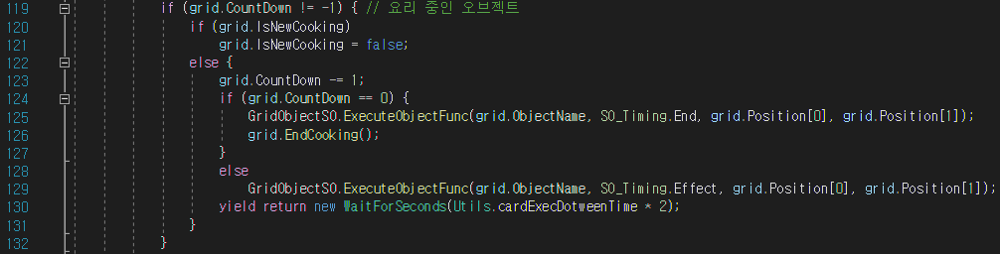 119 if (grid.CountDown != -1) { // 요리 중인 오브젝트
120 if (grid.IsNewCooking)
121 grid.IsNewCooking = false;
122 else {
123 grid.CountDown -= 1;
124 if (grid.CountDown == 0) {
125 GridObjectSO.ExecuteObjectFunc(grid.ObjectName, SO_Timing.End, grid.Position[0], grid.Position[1]);
126 grid.EndCooking();
127 }
128 else
129 GridObjectSO.ExecuteObjectFunc(grid.ObjectName, SO_Timing.Effect, grid.Position[0], grid.Position[1]);
130 yield return new WaitForSeconds(Utils.cardExecDotweenTime * 2);
131 }
132 }